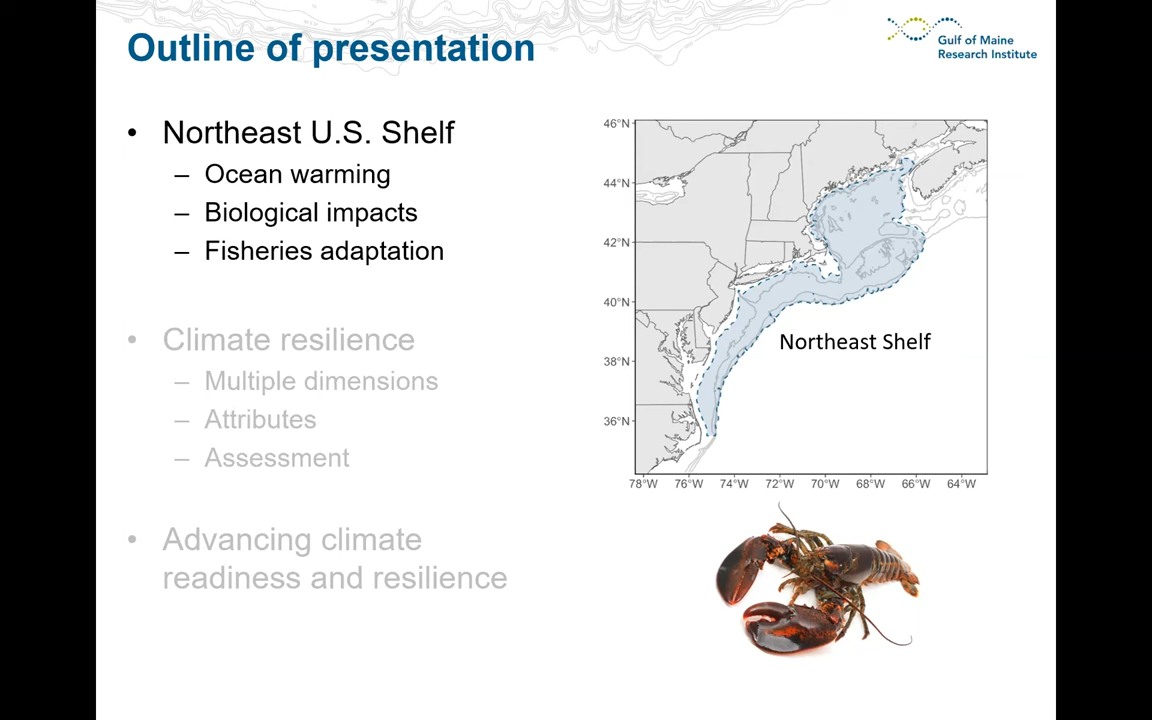 Outline of presentation
Gulf of Maine
Research Institute
• Northeast U.S. Shelf
– Ocean warming
– Biological impacts
– Fisheries adaptation
• Climate resilience
– Multiple dimensions
– Attributes
– Assessment
• Advancing climate
readiness and resilience
46°N
44°N
42°N
40°N
38°N
36°N
Northeast Shelf
78°W 76°W 74°W 72°W 70°W 68°W 66°W 64°W